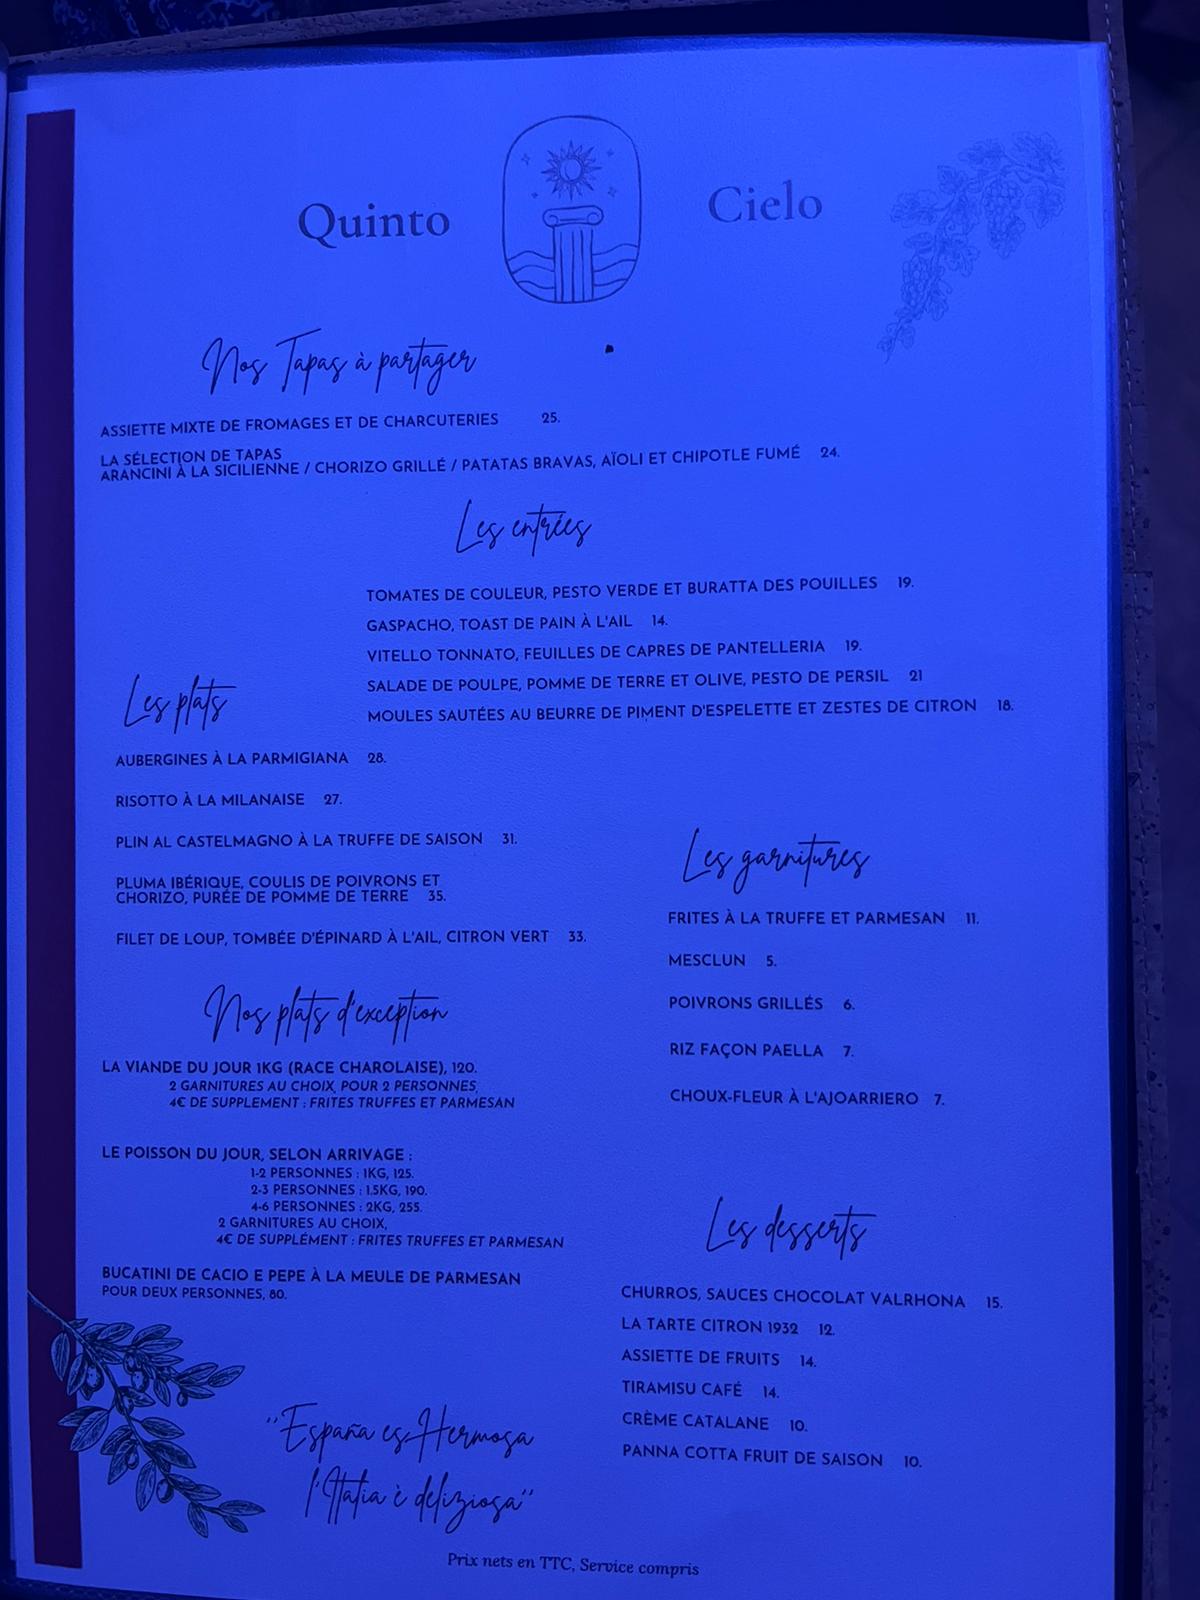 Quinto Cielo
Nos Tapas à partager
ASSIETTE MIXTE DE FROMAGES ET DE CHARCUTERIES 25.
LA SÉLECTION DE TAPAS
ARANCINI À LA SICILIENNE / CHORIZO GRILLÉ / PATATAS BRAVAS, AÏOLI ET CHIPOTLE FUMÉ 24.
Les entrées
TOMATES DE COULEUR, PESTO VERDE ET BURATTA DES POUILLES 19.
GASPACHO, TOAST DE PAIN À L'AIL 14.
VITELLO TONNATO, FEUILLES DE CAPRES DE PANTELLERIA 19.
SALADE DE POULPE, POMME DE TERRE ET OLIVE, PESTO DE PERSIL 21
MOULES SAUTÉES AU BEURRE DE PIMENT D'ESPELETTE ET ZESTES DE CITRON 18.
Les plats
AUBERGINES À LA PARMIGIANA 28.
RISOTTO À LA MILANAISE 27.
PLIN AL CASTELMAGNO À LA TRUFFE DE SAISON 31.
PLUMA IBÉRIQUE, COULIS DE POIVRONS ET
CHORIZO, PURÉE DE POMME DE TERRE 35.
FILET DE LOUP, TOMBÉE D'ÉPINARD À L'AIL, CITRON VERT 33.
Les garnitures
FRITES À LA TRUFFE ET PARMESAN 11.
MESCLUN 5.
POIVRONS GRILLÉS 6.
RIZ FAÇON PAELLA 7.
CHOUX-FLEUR À L'AJOARRIERO 7.
Nos plats d'exception
LA VIANDE DU JOUR 1KG (RACE CHAROLAISE), 120.
2 GARNITURES AU CHOIX, POUR 2 PERSONNES,
4€ DE SUPPLEMENT : FRITES TRUFFES ET PARMESAN
LE POISSON DU JOUR, SELON ARRIVAGE :
1-2 PERSONNES : 1KG, 125.
2-3 PERSONNES : 1.5KG, 190.
4-6 PERSONNES : 2KG, 255.
2 GARNITURES AU CHOIX,
4€ DE SUPPLÉMENT : FRITES TRUFFES ET PARMESAN
BUCATINI DE CACIO E PEPE À LA MEULE DE PARMESAN
POUR DEUX PERSONNES, 80.
Les desserts
CHURROS, SAUCES CHOCOLAT VALRHONA 15.
LA TARTE CITRON 1932 12.
ASSIETTE DE FRUITS 14.
TIRAMISU CAFÉ 14.
CRÈME CATALANE 10.
PANNA COTTA FRUIT DE SAISON 10.
"España es Hermosa
l'Italia è deliziosa"
Prix nets en TTC, Service compris